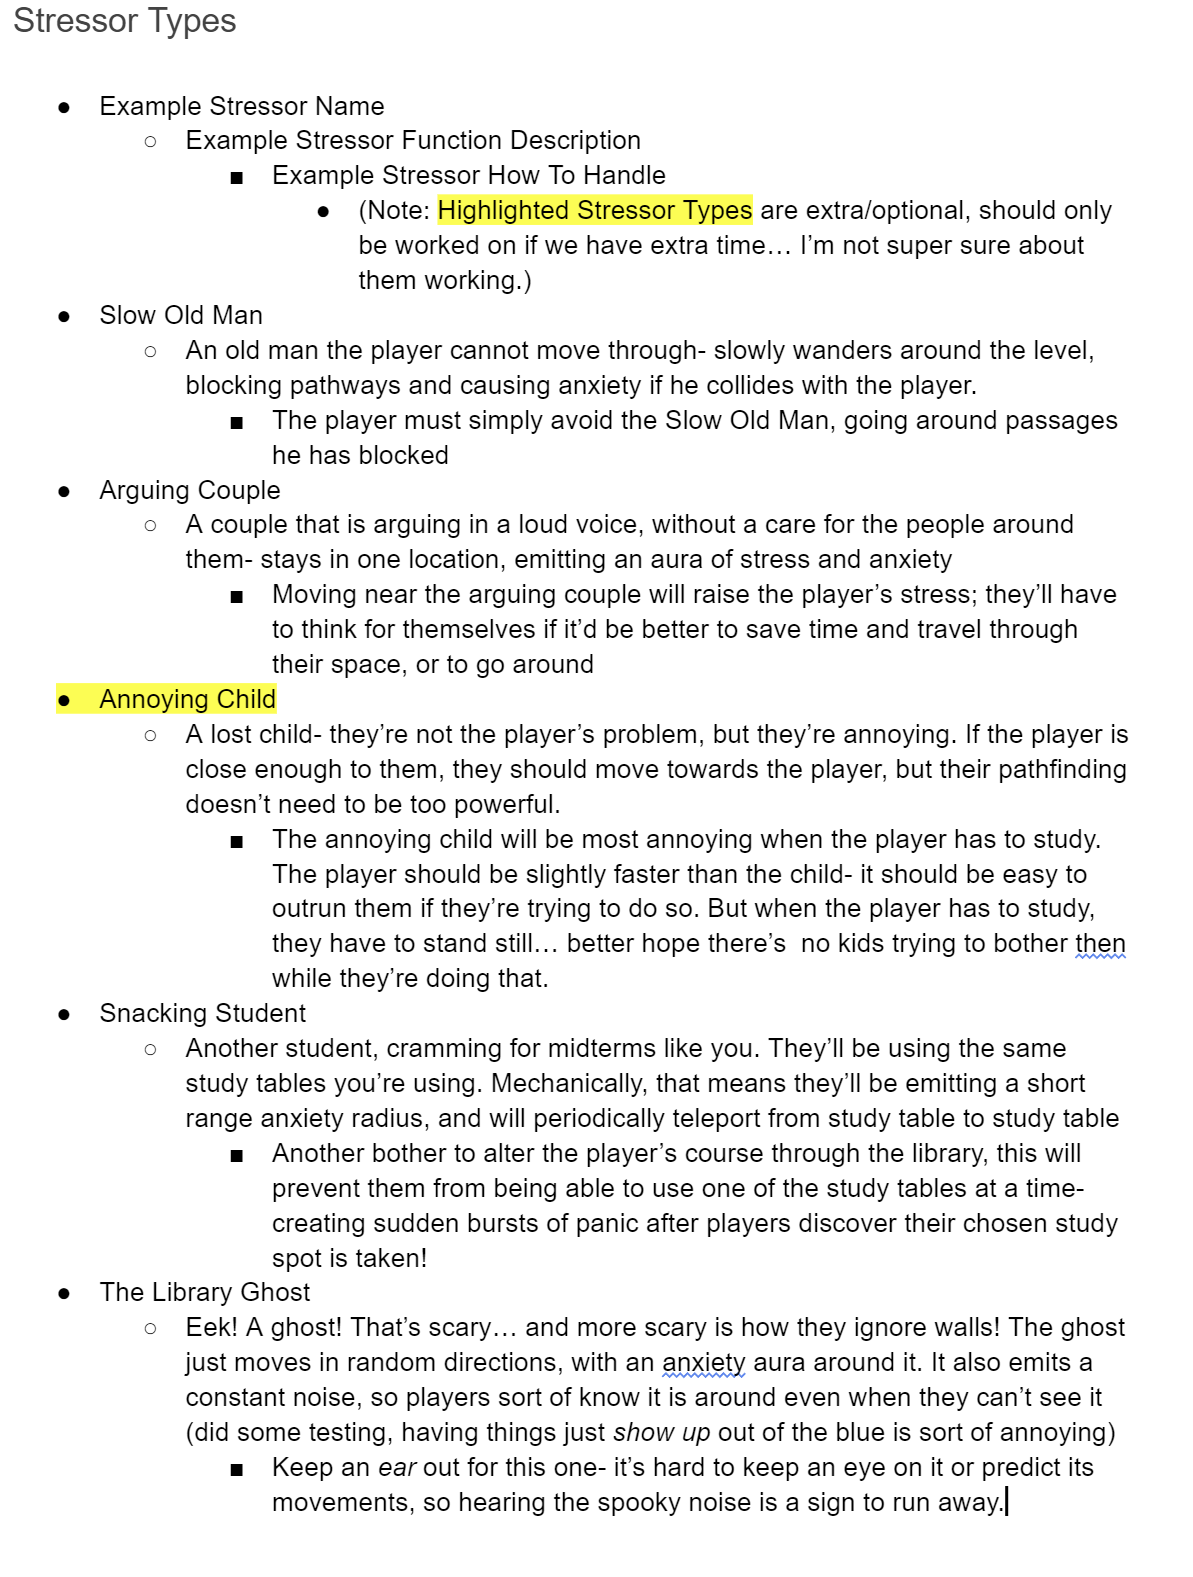 Stressor Types
● Example Stressor Name
○ Example Stressor Function Description
■ Example Stressor How To Handle
● (Note: Highlighted Stressor Types are extra/optional, should only
be worked on if we have extra time… I’m not super sure about
them working.)
● Slow Old Man
○ An old man the player cannot move through- slowly wanders around the level,
blocking pathways and causing anxiety if he collides with the player.
■ The player must simply avoid the Slow Old Man, going around passages
he has blocked
● Arguing Couple
○ A couple that is arguing in a loud voice, without a care for the people around
them- stays in one location, emitting an aura of stress and anxiety
■ Moving near the arguing couple will raise the player’s stress; they’ll have
to think for themselves if it’d be better to save time and travel through
their space, or to go around
● Annoying Child
○ A lost child- they’re not the player’s problem, but they’re annoying. If the player is
close enough to them, they should move towards the player, but their pathfinding
doesn’t need to be too powerful.
■ The annoying child will be most annoying when the player has to study.
The player should be slightly faster than the child- it should be easy to
outrun them if they’re trying to do so. But when the player has to study,
they have to stand still… better hope there’s  no kids trying to bother then
while they’re doing that.
● Snacking Student
○ Another student, cramming for midterms like you. They’ll be using the same
study tables you’re using. Mechanically, that means they’ll be emitting a short
range anxiety radius, and will periodically teleport from study table to study table
■ Another bother to alter the player’s course through the library, this will
prevent them from being able to use one of the study tables at a time-
creating sudden bursts of panic after players discover their chosen study
spot is taken!
● The Library Ghost
○ Eek! A ghost! That’s scary… and more scary is how they ignore walls! The ghost
just moves in random directions, with an anxiety aura around it. It also emits a
constant noise, so players sort of know it is around even when they can’t see it
(did some testing, having things just show up out of the blue is sort of annoying)
■ Keep an ear out for this one- it’s hard to keep an eye on it or predict its
movements, so hearing the spooky noise is a sign to run away.